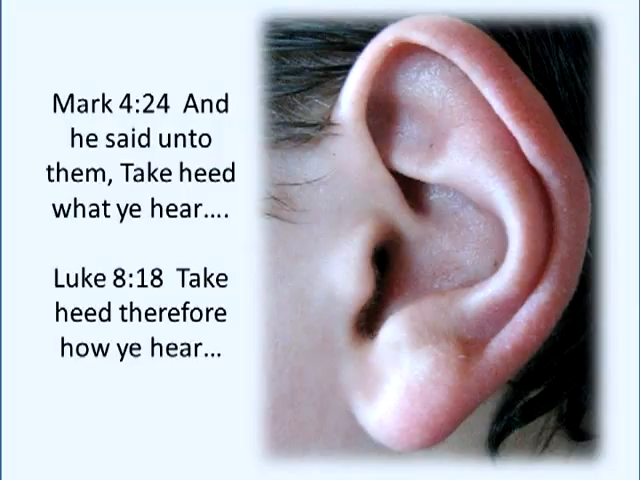 Mark 4:24  And
he said unto
them, Take heed
what ye hear....
Luke 8:18  Take
heed therefore
how ye hear...